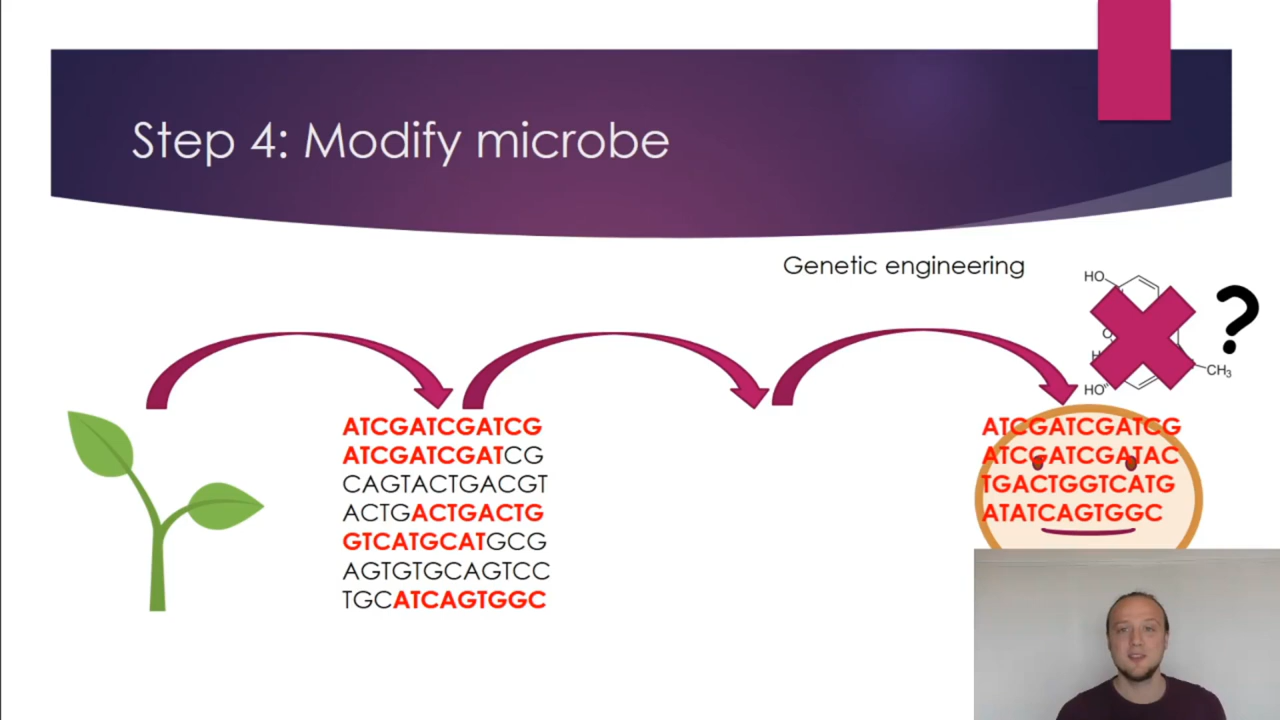 Step 4: Modify microbe
Genetic engineering
HO
?
O
H
CH3
HO
ATCGATCGATCG
ATCGATCGATCG
CAGTACTGACGT
ACTGACTGACTG
GTCATGCATGCG
AGTGTGCAGTCC
TGCATCAGTGGC
ATCGATCGATCG
ATCGATCGATAC
TGACTGGTCATG
ATATCAGTGGC